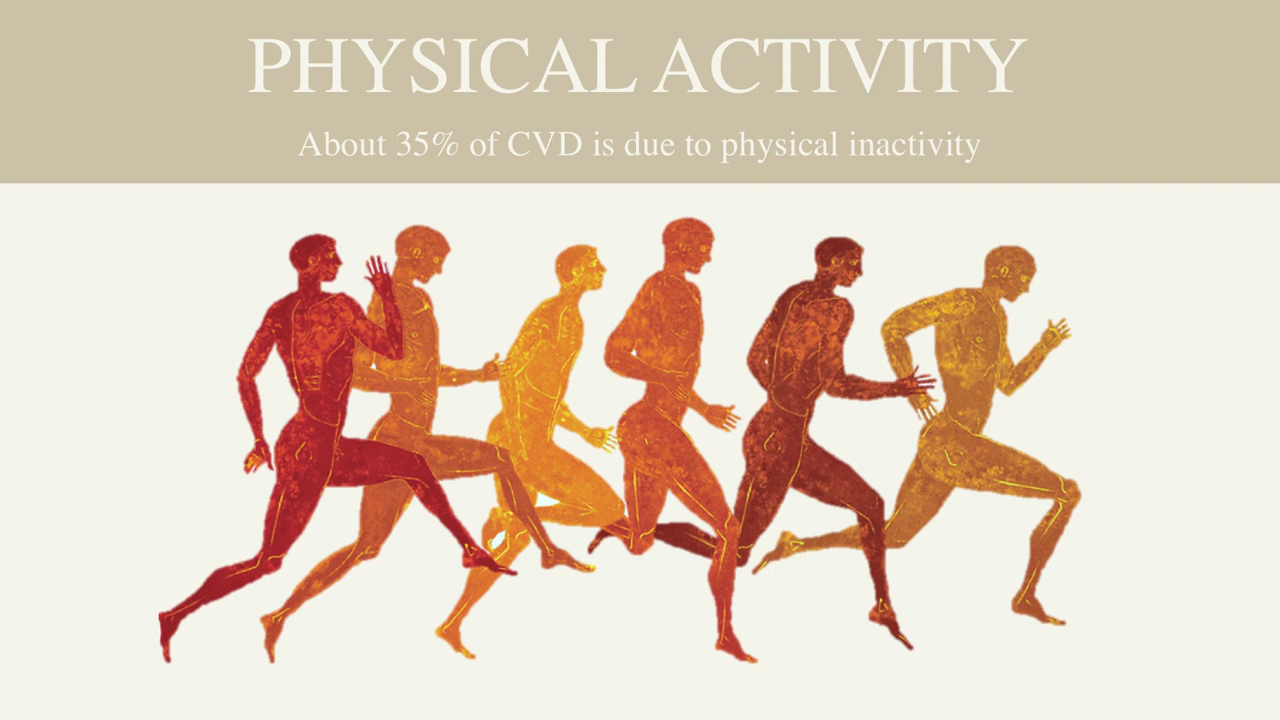 PHYSICAL ACTIVITY
About 35% of CVD is due to physical inactivity